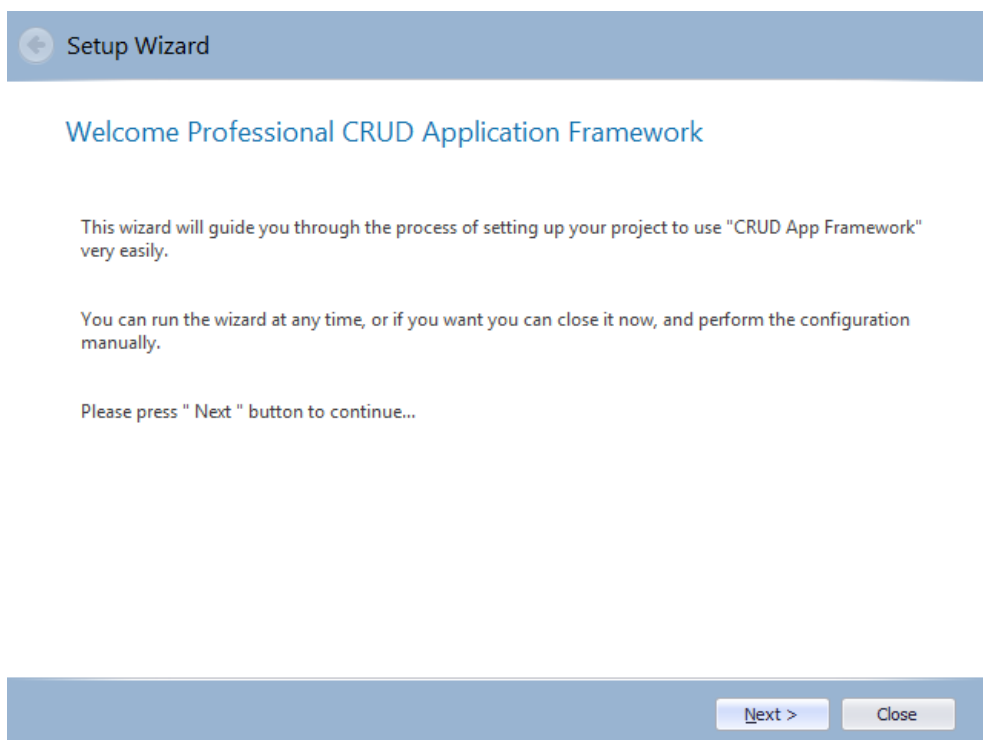 Setup Wizard
Welcome Professional CRUD Application Framework
This wizard will guide you through the process of setting up your project to use "CRUD App Framework"
very easily.
You can run the wizard at any time, or if you want you can close it now, and perform the configuration
manually.
Please press " Next " button to continue...
Next >
Close